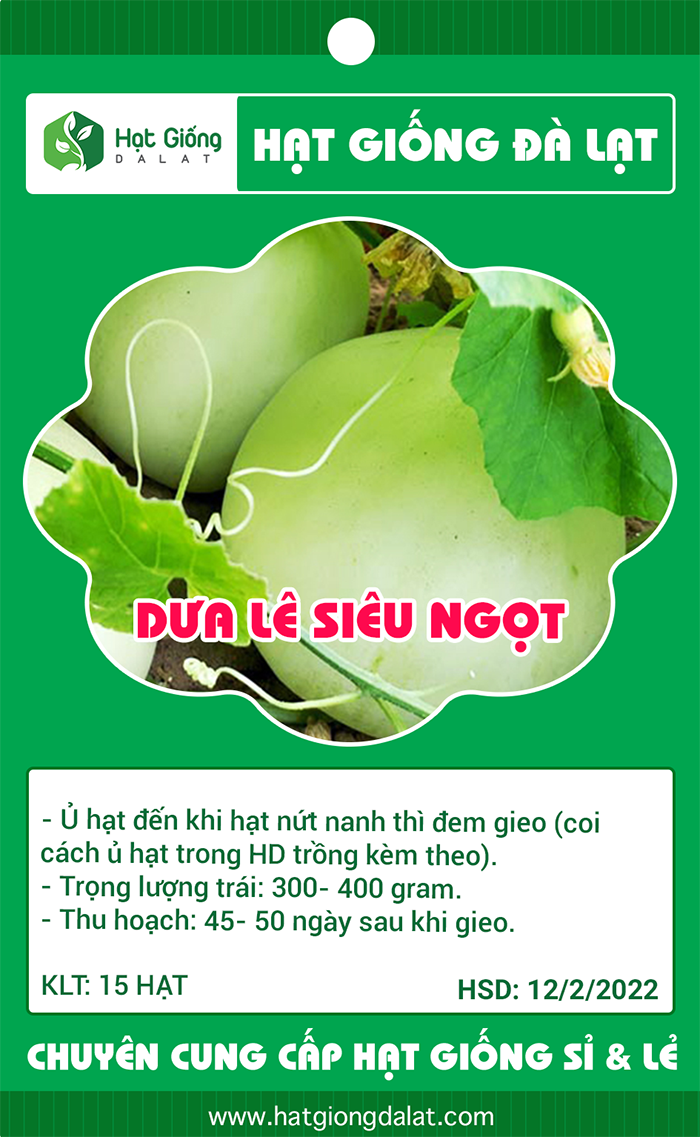 Hạt Giống
DALAT
HẠT GIỐNG ĐÀ LẠT
DƯA LÊ SIÊU NGỌT
- Ủ hạt đến khi hạt nứt nanh thì đem gieo (coi
cách ủ hạt trong HD trồng kèm theo).
- Trọng lượng trái: 300- 400 gram.
- Thu hoạch: 45- 50 ngày sau khi gieo.
KLT: 15 HẠT
HSD: 12/2/2022
CHUYÊN CUNG CẤP HẠT GIỐNG SỈ & LẺ
www.hatgiongdalat.com